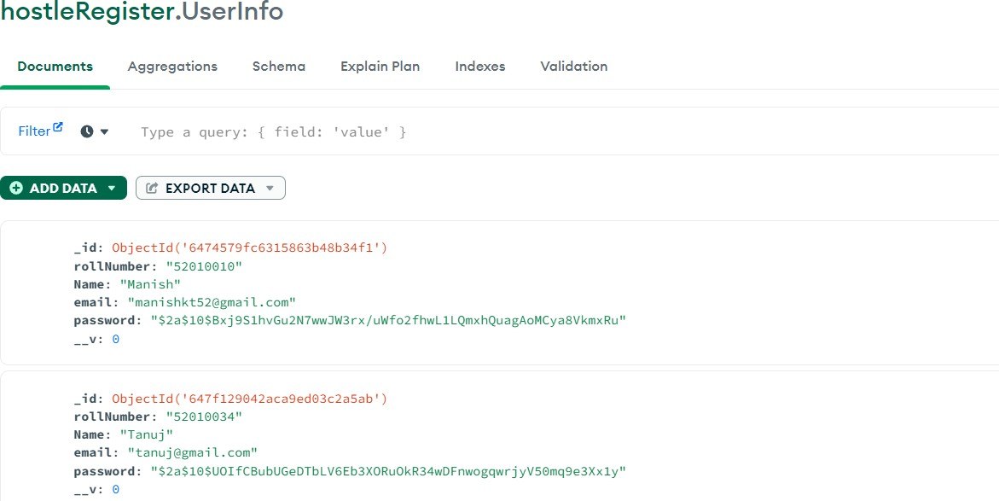 hostleRegister.UserInfo
Documents Aggregations Schema Explain Plan Indexes Validation
Filter Type a query: { field: 'value' }
ADD DATA EXPORT DATA
_id: ObjectId('6474579fc6315863b48b34f1')
rollNumber: "52010010"
Name: "Manish"
email: "manishkt52@gmail.com"
password: "$2a$10$Bxj9S1hvGu2N7wwJW3rx/uWfo2fhwL1LQmxhQuagAoMCya8VkmxRu"
__v: 0
_id: ObjectId('647f129042aca9ed03c2a5ab')
rollNumber: "52010034"
Name: "Tanuj"
email: "tanuj@gmail.com"
password: "$2a$10$UOIfCBubUGeDTbLV6Eb3XORuOkR34wDFnwogqwrjyV50mq9e3Xx1y"
__v: 0